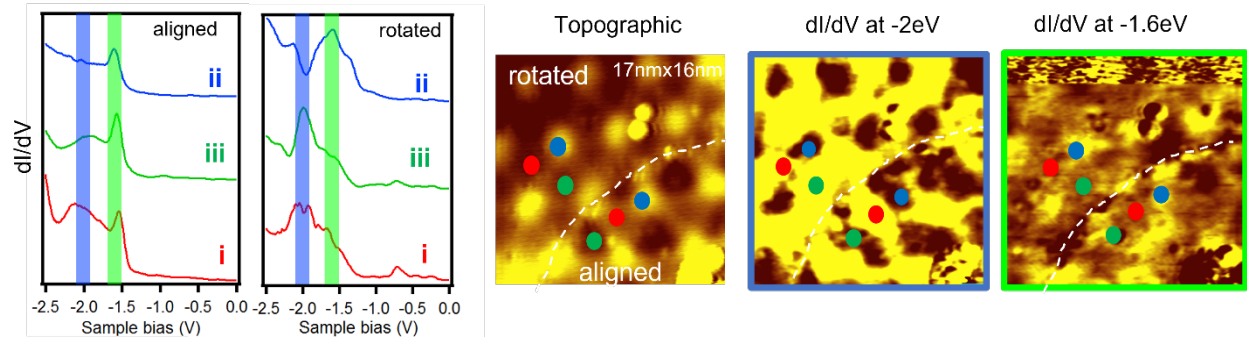 dI/dV
aligned
ii
iii
i
-2.5 -2.0 -1.5 -1.0 -0.5 0.0
Sample bias (V)
rotated
ii
iii
i
-2.5 -2.0 -1.5 -1.0 -0.5 0.0
Sample bias (V)
Topographic
rotated
17nmx16nm
aligned
dI/dV at -2eV
dI/dV at -1.6eV